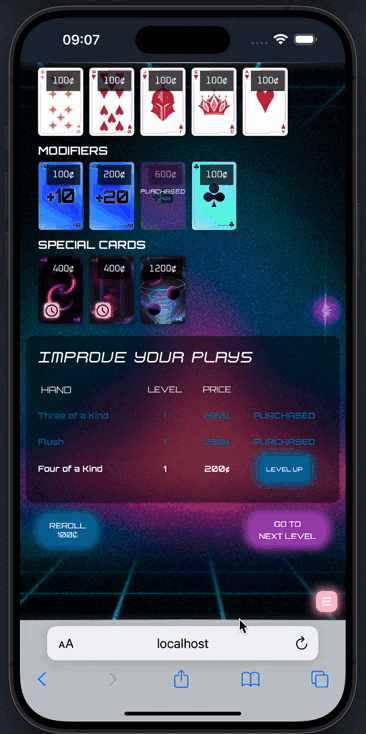 09:07
100¢ 100¢ 100¢ 100¢ 100¢
MODIFIERS
100¢ 200¢ 600¢ 100¢
+10 +20 PURCHASED
SPECIAL CARDS
400¢ 400¢ 1200¢
IMPROVE YOUR PLAYS
HAND LEVEL PRICE
Three of a Kind 1 PURCHASED
Flush 1 PURCHASED
Four of a Kind 1 200¢ LEVEL UP
REROLL
100¢
GO TO
NEXT LEVEL
AA localhost